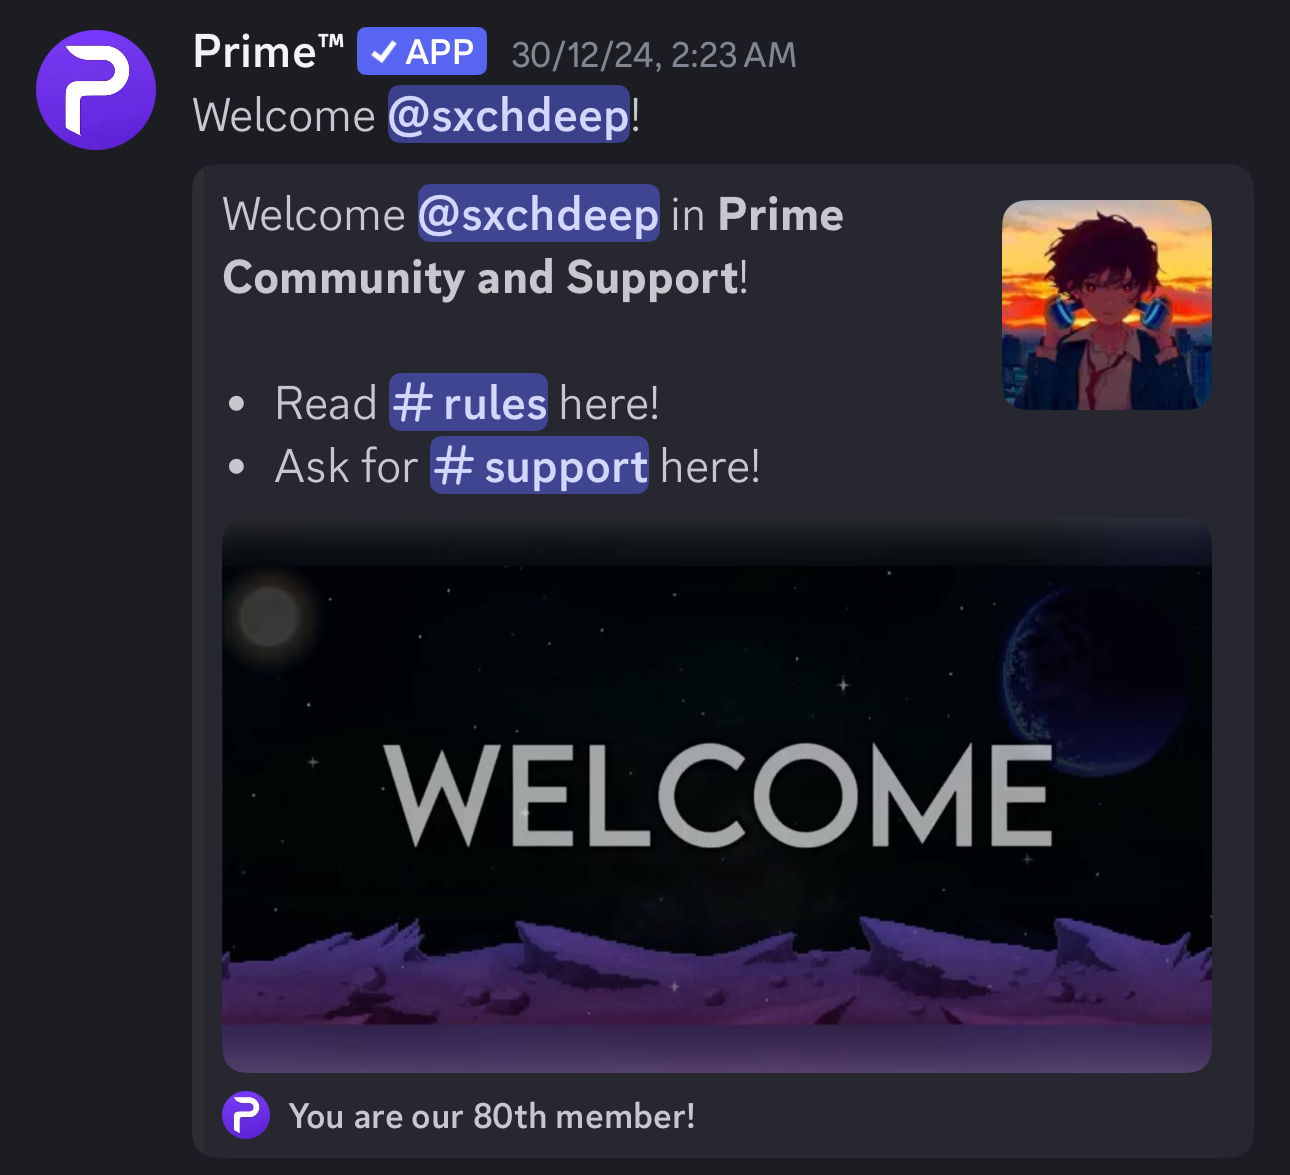 Prime™ ✓ APP 30/12/24, 2:23 AM
Welcome @sxchdeep!
Welcome @sxchdeep in Prime
Community and Support!
• Read # rules here!
• Ask for # support here!
WELCOME
You are our 80th member!